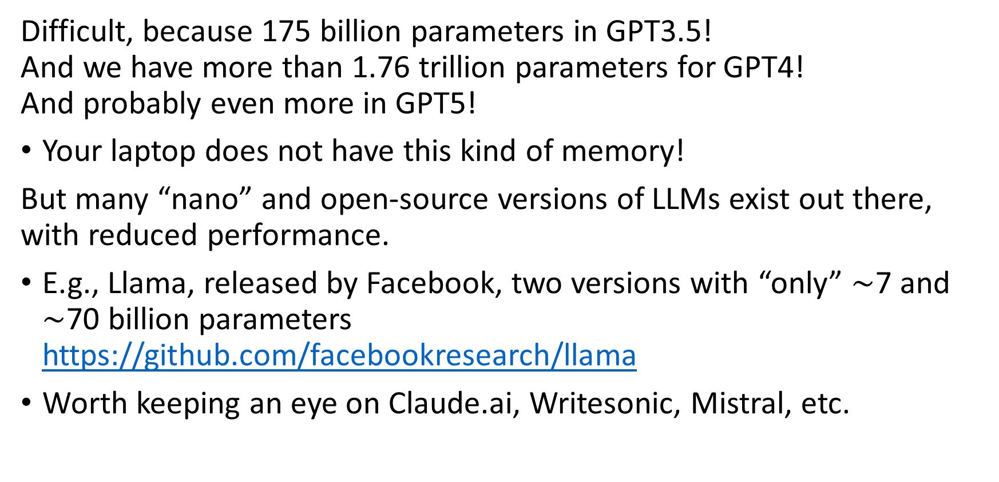 Difficult, because 175 billion parameters in GPT3.5!
And we have more than 1.76 trillion parameters for GPT4!
And probably even more in GPT5!
• Your laptop does not have this kind of memory!
But many “nano” and open-source versions of LLMs exist out there,
with reduced performance.
• E.g., Llama, released by Facebook, two versions with “only” ~7 and
~70 billion parameters
https://github.com/facebookresearch/llama
• Worth keeping an eye on Claude.ai, Writesonic, Mistral, etc.